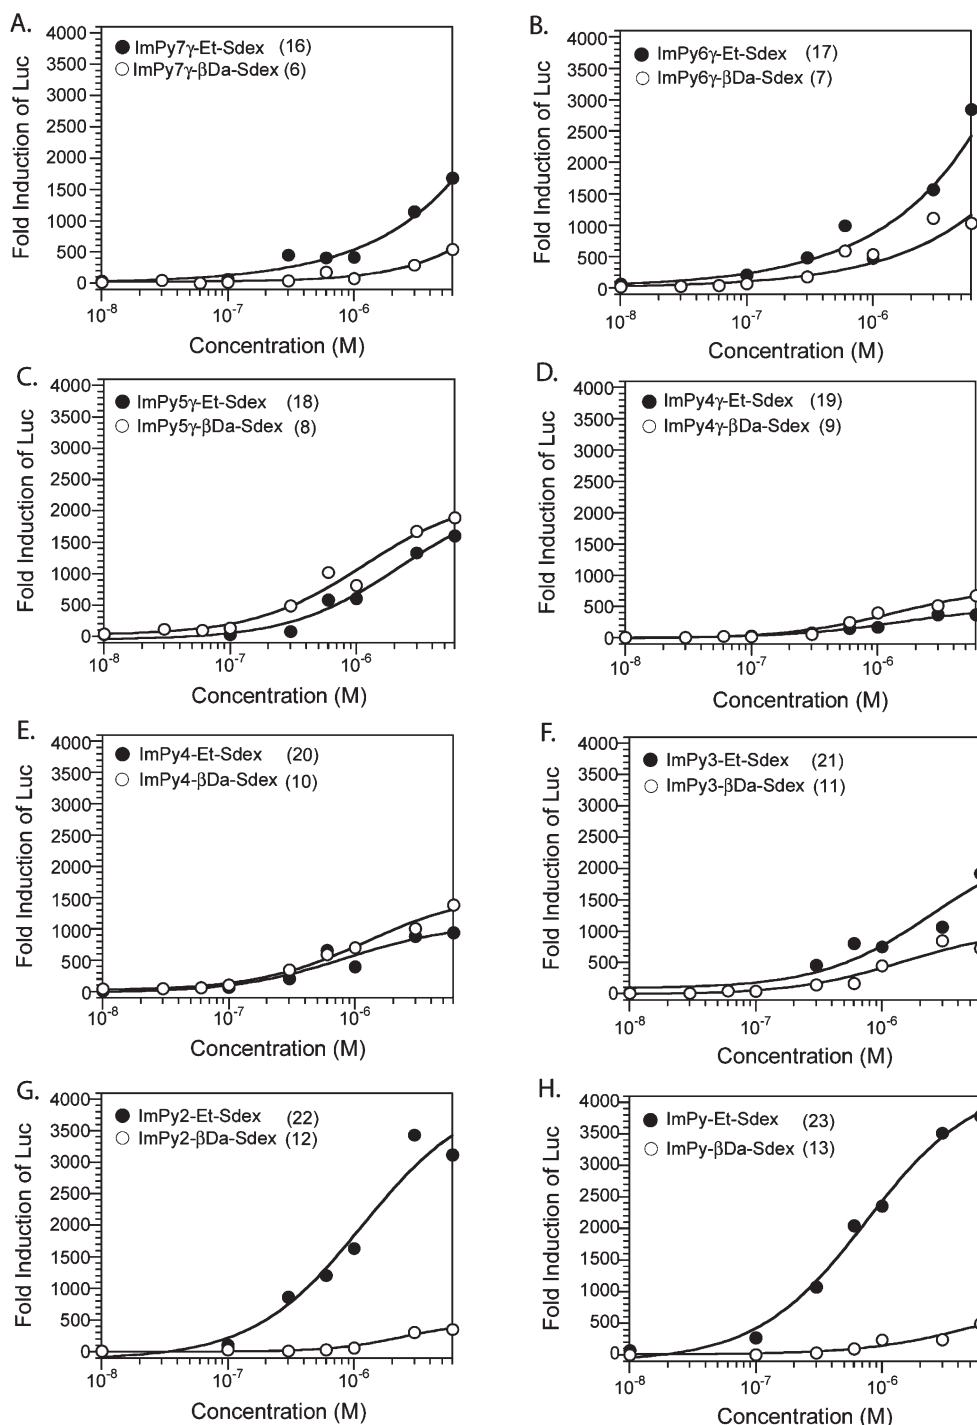 A.
ImPy7γ-Et-Sdex (16)
ImPy7γ-βDa-Sdex (6)
Fold Induction of Luc
4000
3500
3000
2500
2000
1500
1000
500
0
10-8
10-7
10-6
Concentration (M)
B.
ImPy6γ-Et-Sdex (17)
ImPy6γ-βDa-Sdex (7)
Fold Induction of Luc
4000
3500
3000
2500
2000
1500
1000
500
0
10-8
10-7
10-6
Concentration (M)
C.
ImPy5γ-Et-Sdex (18)
ImPy5γ-βDa-Sdex (8)
Fold Induction of Luc
4000
3500
3000
2500
2000
1500
1000
500
0
10-8
10-7
10-6
Concentration (M)
D.
ImPy4γ-Et-Sdex (19)
ImPy4γ-βDa-Sdex (9)
Fold Induction of Luc
4000
3500
3000
2500
2000
1500
1000
500
0
10-8
10-7
10-6
Concentration (M)
E.
ImPy4-Et-Sdex (20)
ImPy4-βDa-Sdex (10)
Fold Induction of Luc
4000
3500
3000
2500
2000
1500
1000
500
0
10-8
10-7
10-6
Concentration (M)
F.
ImPy3-Et-Sdex (21)
ImPy3-βDa-Sdex (11)
Fold Induction of Luc
4000
3500
3000
2500
2000
1500
1000
500
0
10-8
10-7
10-6
Concentration (M)
G.
ImPy2-Et-Sdex (22)
ImPy2-βDa-Sdex (12)
Fold Induction of Luc
4000
3500
3000
2500
2000
1500
1000
500
0
10-8
10-7
10-6
Concentration (M)
H.
ImPy-Et-Sdex (23)
ImPy-βDa-Sdex (13)
Fold Induction of Luc
4000
3500
3000
2500
2000
1500
1000
500
0
10-8
10-7
10-6
Concentration (M)